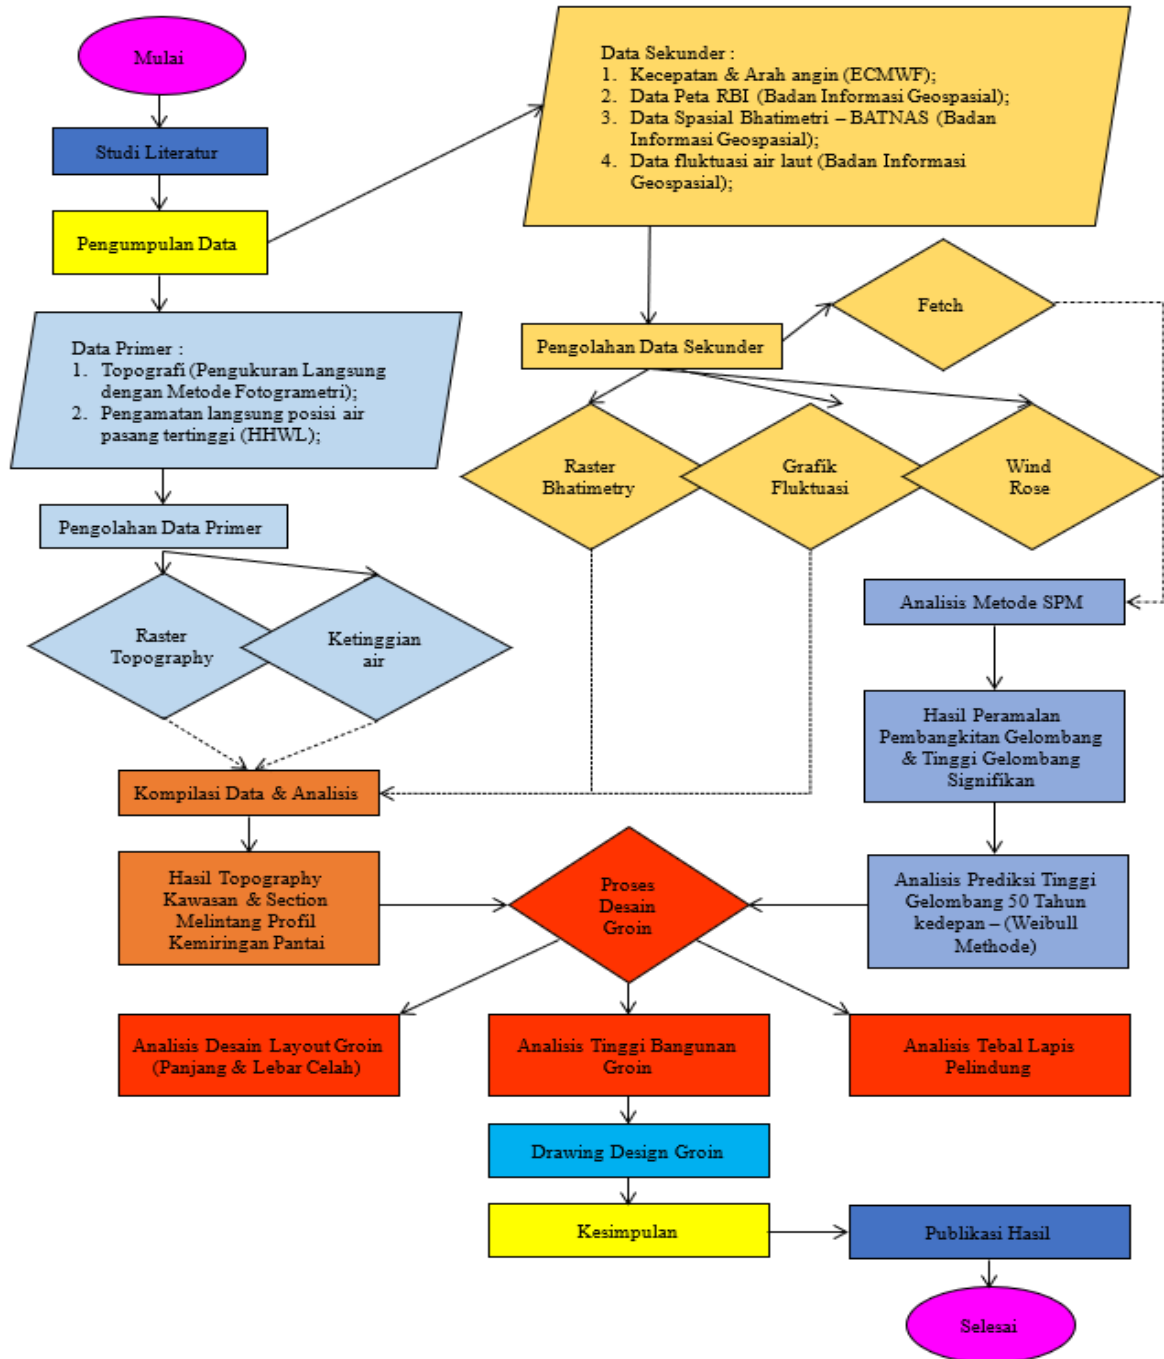 Mulai
Studi Literatur
Pengumpulan Data
Data Sekunder :
1. Kecepatan & Arah angin (ECMWF);
2. Data Peta RBI (Badan Informasi Geospasial);
3. Data Spasial Bhatimetri – BATNAS (Badan
Informasi Geospasial);
4. Data fluktuasi air laut (Badan Informasi
Geospasial);
Data Primer :
1. Topografi (Pengukuran Langsung
dengan Metode Fotogrametri);
2. Pengamatan langsung posisi air
pasang tertinggi (HHWL);
Pengolahan Data Sekunder
Fetch
Raster
Bhatimetry
Grafik
Fluktuasi
Wind
Rose
Pengolahan Data Primer
Raster
Topography
Ketinggian
air
Analisis Metode SPM
Hasil Peramalan
Pembangkitan Gelombang
& Tinggi Gelombang
Signifikan
Kompilasi Data & Analisis
Hasil Topography
Kawasan & Section
Melintang Profil
Kemiringan Pantai
Proses
Desain
Groin
Analisis Prediksi Tinggi
Gelombang 50 Tahun
kedepan – (Weibull
Methode)
Analisis Desain Layout Groin
(Panjang & Lebar Celah)
Analisis Tinggi Bangunan
Groin
Analisis Tebal Lapis
Pelindung
Drawing Design Groin
Kesimpulan
Publikasi Hasil
Selesai